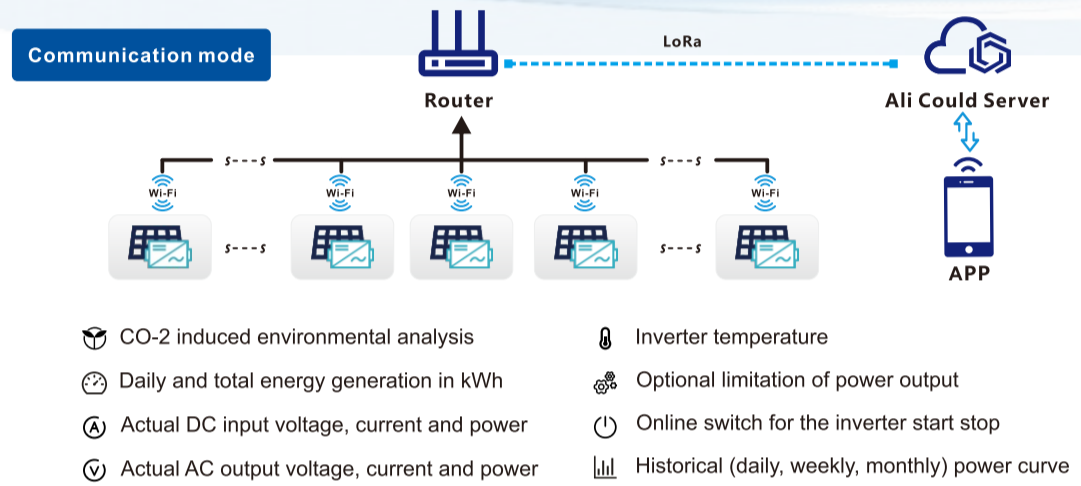 Communication mode
LoRa
Router
Ali Could Server
s---s
s---s
Wi-Fi
Wi-Fi
Wi-Fi
Wi-Fi
Wi-Fi
s---s
s---s
APP
CO-2 induced environmental analysis
Daily and total energy generation in kWh
A Actual DC input voltage, current and power
V Actual AC output voltage, current and power
Inverter temperature
Optional limitation of power output
Online switch for the inverter start stop
Historical (daily, weekly, monthly) power curve